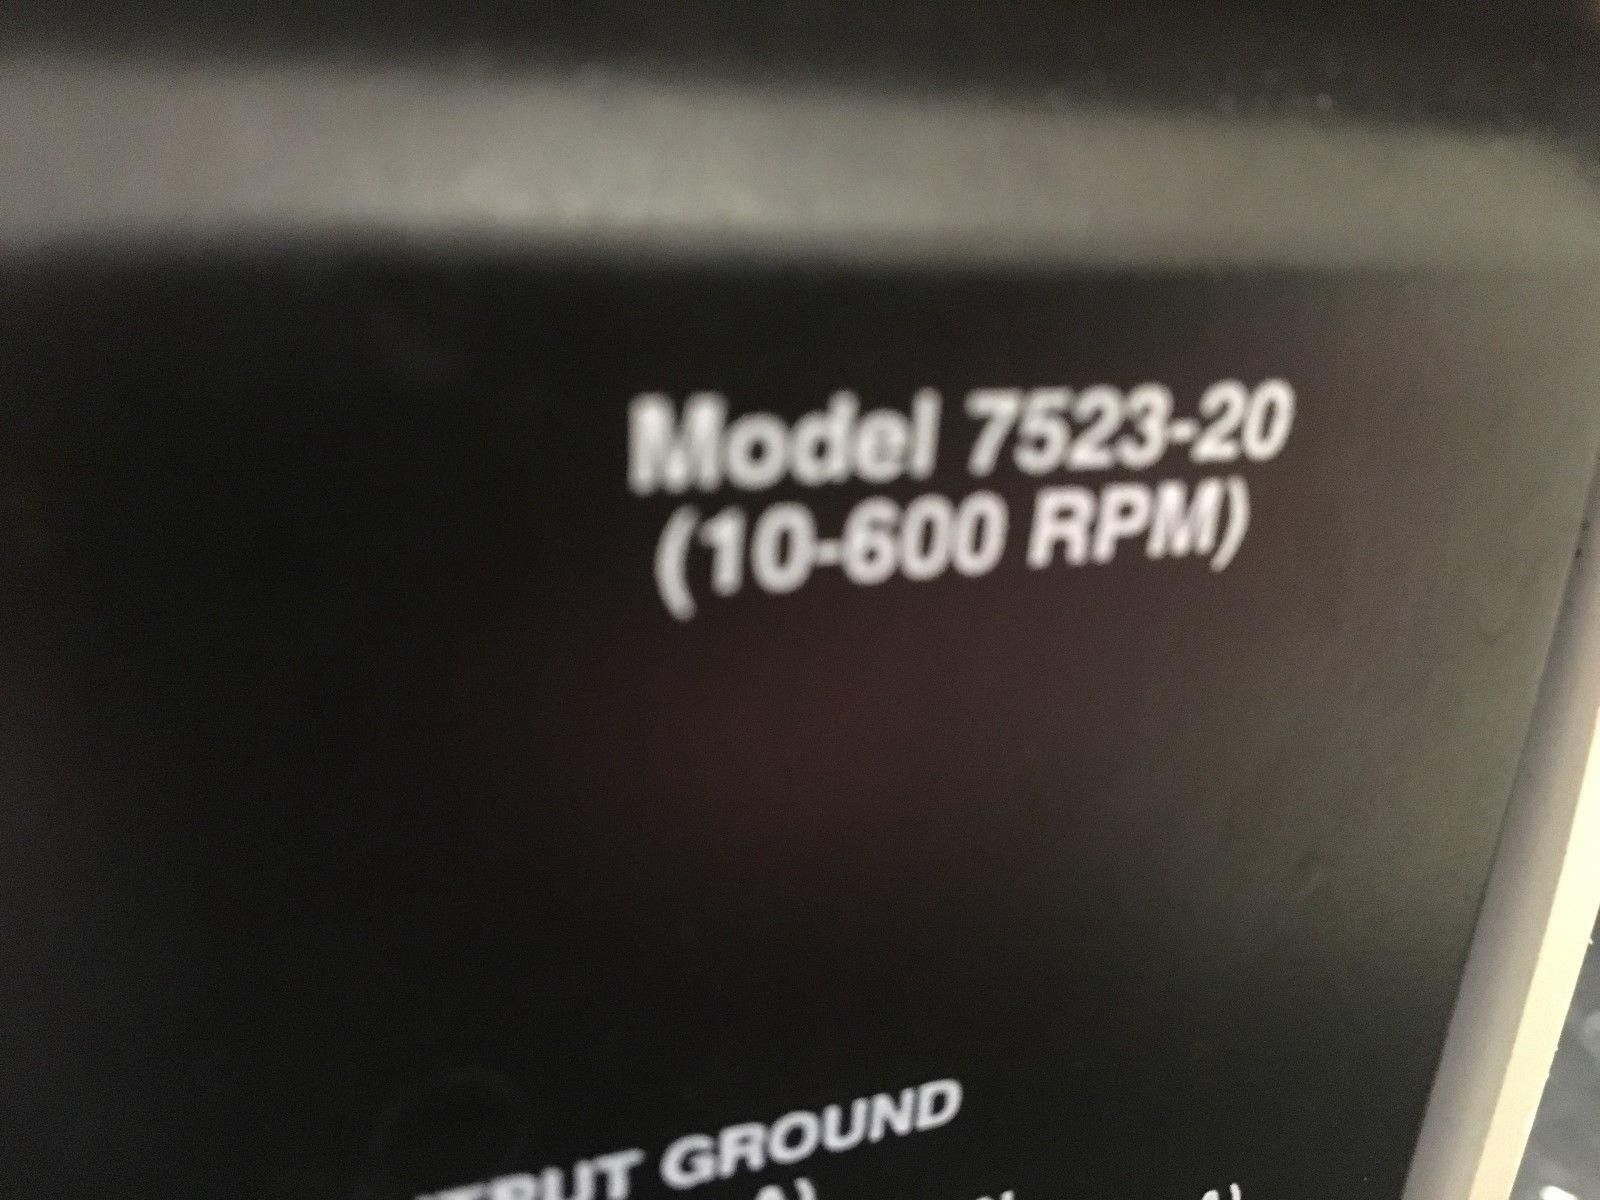 Model 7523-20
(10-600 RPM)
GROUND